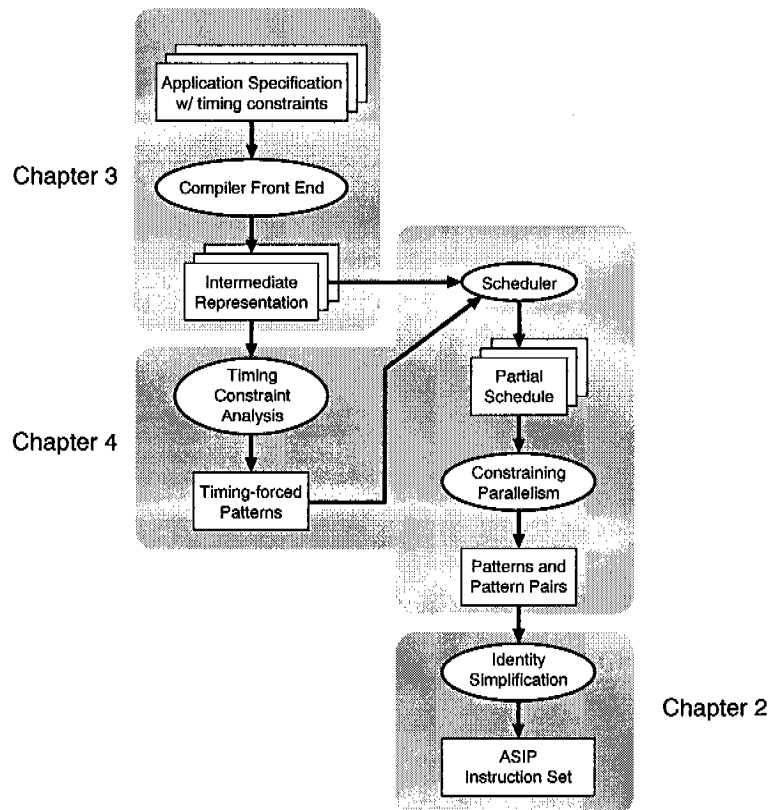 Application Specification
w/ timing constraints
Chapter 3
Compiler Front End
Intermediate
Representation
Scheduler
Timing
Constraint
Analysis
Partial
Schedule
Chapter 4
Timing-forced
Patterns
Constraining
Parallelism
Patterns and
Pattern Pairs
Identity
Simplification
Chapter 2
ASIP
Instruction Set